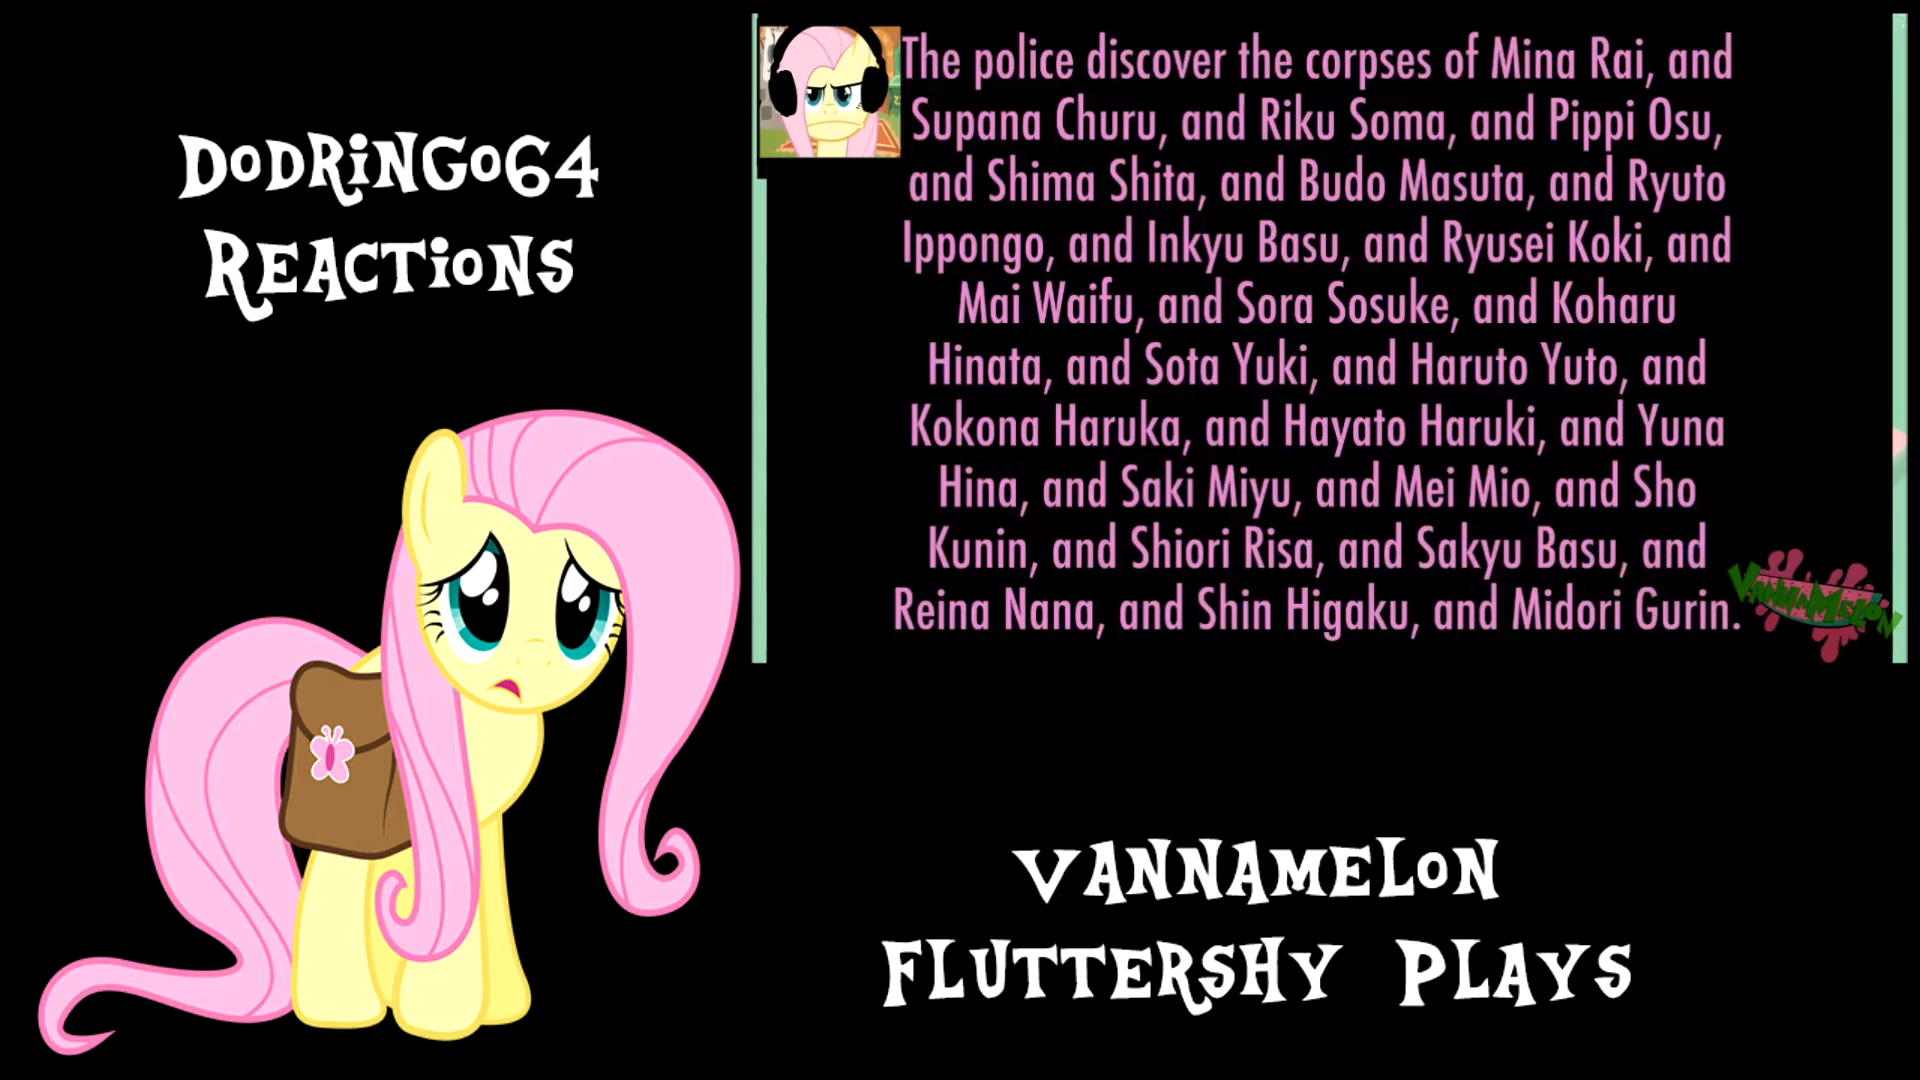 DODRINGO64
REACTIONS
The police discover the corpses of Mina Rai, and
Supana Churu, and Riku Soma, and Pippi Osu,
and Shima Shita, and Budo Masuta, and Ryuto
Ippongo, and Inkyu Basu, and Ryusei Koki, and
Mai Waifu, and Sora Sosuke, and Koharu
Hinata, and Sota Yuki, and Haruto Yuto, and
Kokona Haruka, and Hayato Haruki, and Yuna
Hina, and Saki Miyu, and Mei Mio, and Sho
Kunin, and Shiori Risa, and Sakyu Basu, and
Reina Nana, and Shin Higaku, and Midori Gurin.
VANNAMELON
VANNAMELON
FLUTTERSHY PLAYS